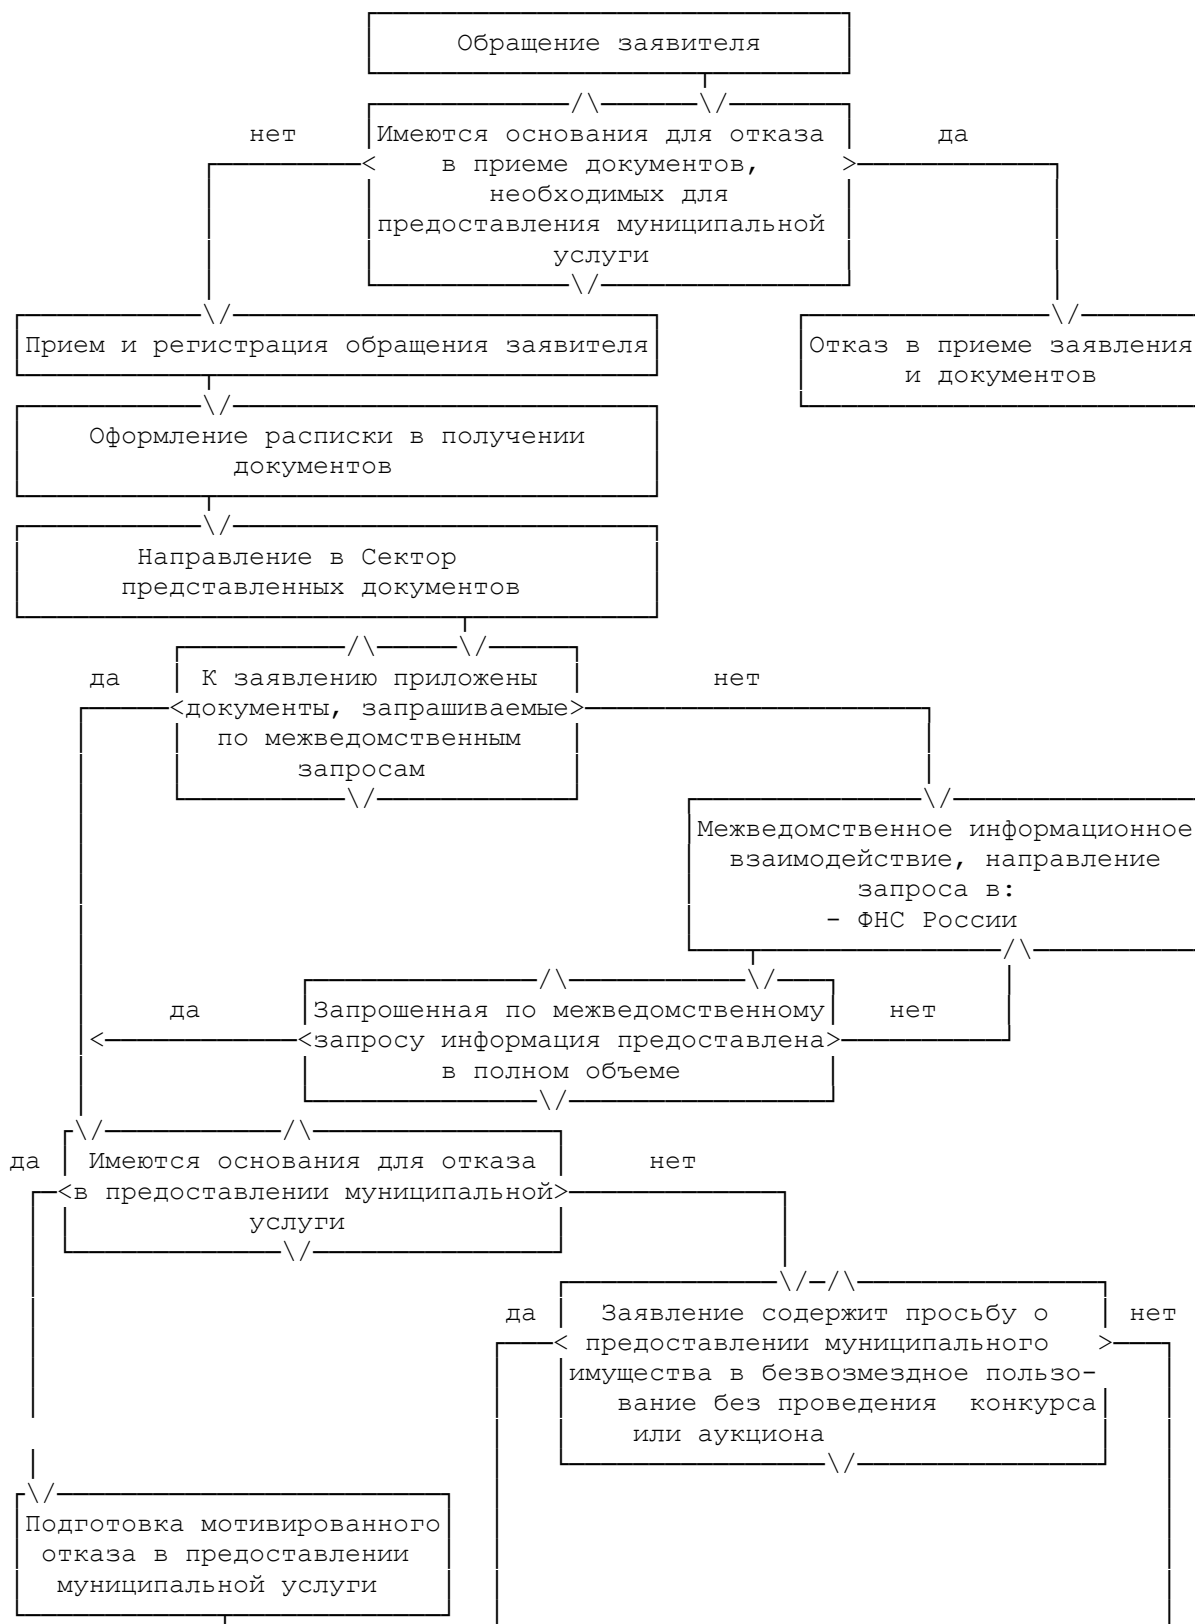 Обращение заявителя
нет
Имеются основания для отказа
да
в приеме документов,
необходимых для
предоставления муниципальной
услуги
Прием и регистрация обращения заявителя
Отказ в приеме заявления
и документов
Оформление расписки в получении
документов
Направление в Сектор
представленных документов
да
К заявлению приложены
нет
документы, запрашиваемые
по межведомственным
запросам
Межведомственное информационное
взаимодействие, направление
запроса в:
- ФНС России
да
Запрошенная по межведомственному
нет
запросу информация предоставлена
в полном объеме
да
Имеются основания для отказа
нет
в предоставлении муниципальной
услуги
да
Заявление содержит просьбу о
нет
предоставлении муниципального
имущества в безвозмездное пользо-
вание без проведения конкурса
или аукциона
Подготовка мотивированного
отказа в предоставлении
муниципальной услуги